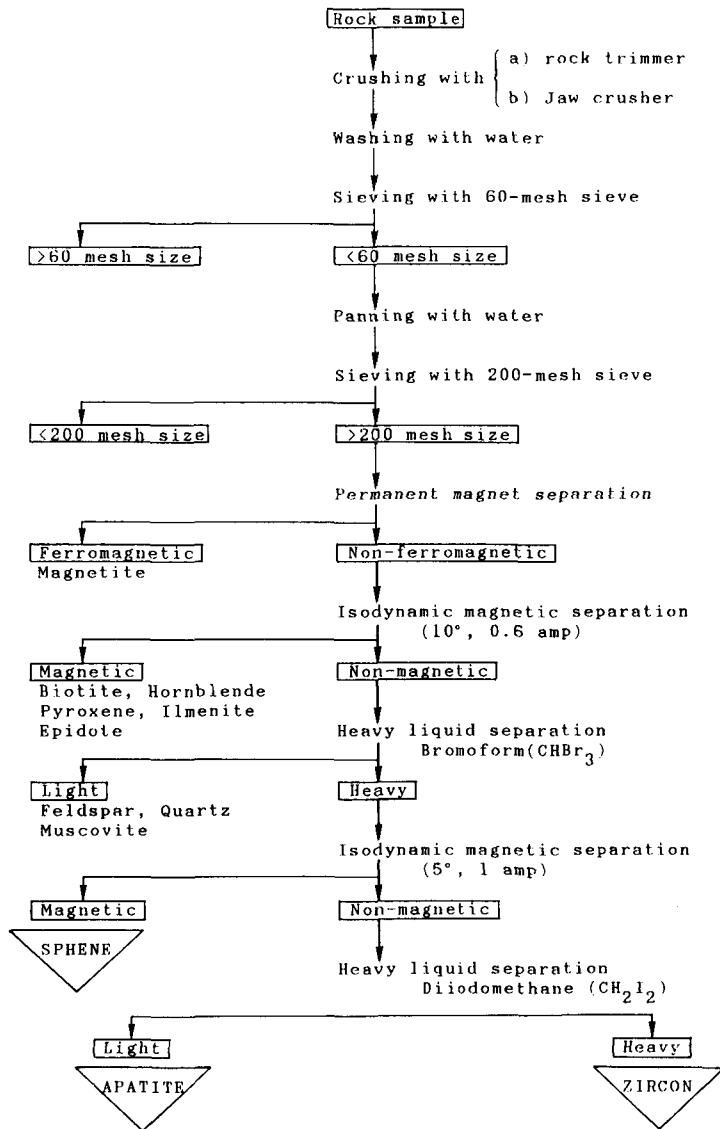 Rock sample
Crushing with
a) rock trimmer
b) Jaw crusher
Washing with water
Sieving with 60-mesh sieve
>60 mesh size
<60 mesh size
Panning with water
Sieving with 200-mesh sieve
<200 mesh size
>200 mesh size
Permanent magnet separation
Ferromagnetic
Magnetite
Non-ferromagnetic
Isodynamic magnetic separation
(10°, 0.6 amp)
Magnetic
Biotite, Hornblende
Pyroxene, Ilmenite
Epidote
Non-magnetic
Heavy liquid separation
Bromoform(CHBr3)
Light
Feldspar, Quartz
Muscovite
Heavy
Isodynamic magnetic separation
(5°, 1 amp)
Magnetic
SPHENE
Non-magnetic
Heavy liquid separation
Diiodomethane (CH2I2)
Light
APATITE
Heavy
ZIRCON